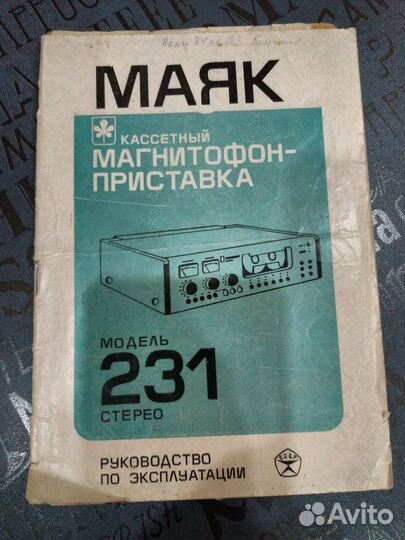 МАЯК
КАССЕТНЫЙ
МАГНИТОФОН-
ПРИСТАВКА
МОДЕЛЬ
231
СТЕРЕО
РУКОВОДСТВО
ПО ЭКСПЛУАТАЦИИ
СССР
Avito